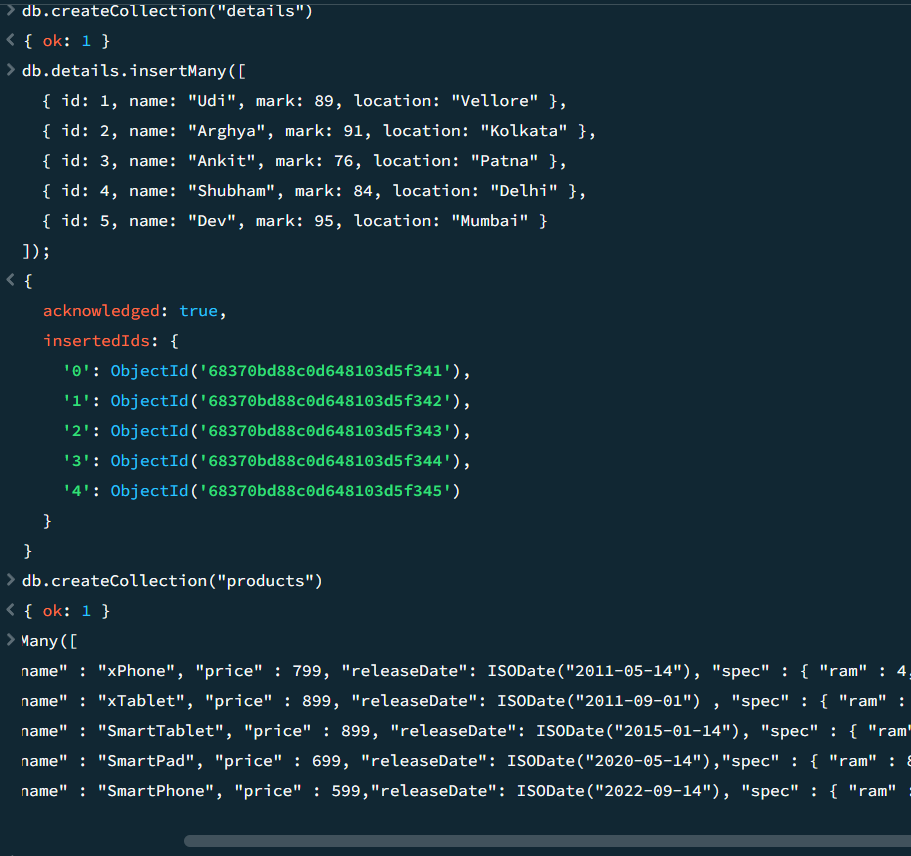 > db.createCollection("details")
< { ok: 1 }
> db.details.insertMany([
{ id: 1, name: "Udi", mark: 89, location: "Vellore" },
{ id: 2, name: "Arghya", mark: 91, location: "Kolkata" },
{ id: 3, name: "Ankit", mark: 76, location: "Patna" },
{ id: 4, name: "Shubham", mark: 84, location: "Delhi" },
{ id: 5, name: "Dev", mark: 95, location: "Mumbai" }
]);
< {
acknowledged: true,
insertedIds: {
'0': ObjectId('68370bd88c0d648103d5f341'),
'1': ObjectId('68370bd88c0d648103d5f342'),
'2': ObjectId('68370bd88c0d648103d5f343'),
'3': ObjectId('68370bd88c0d648103d5f344'),
'4': ObjectId('68370bd88c0d648103d5f345')
}
}
> db.createCollection("products")
< { ok: 1 }
> Many([
name" : "xPhone", "price" : 799, "releaseDate": ISODate("2011-05-14"), "spec" : { "ram" : 4,
name" : "xTablet", "price" : 899, "releaseDate": ISODate("2011-09-01") , "spec" : { "ram" :
name" : "SmartTablet", "price" : 899, "releaseDate": ISODate("2015-01-14"), "spec" : { "ram"
name" : "SmartPad", "price" : 699, "releaseDate": ISODate("2020-05-14"),"spec" : { "ram" : 8
name" : "SmartPhone", "price" : 599,"releaseDate": ISODate("2022-09-14"), "spec" : { "ram" :